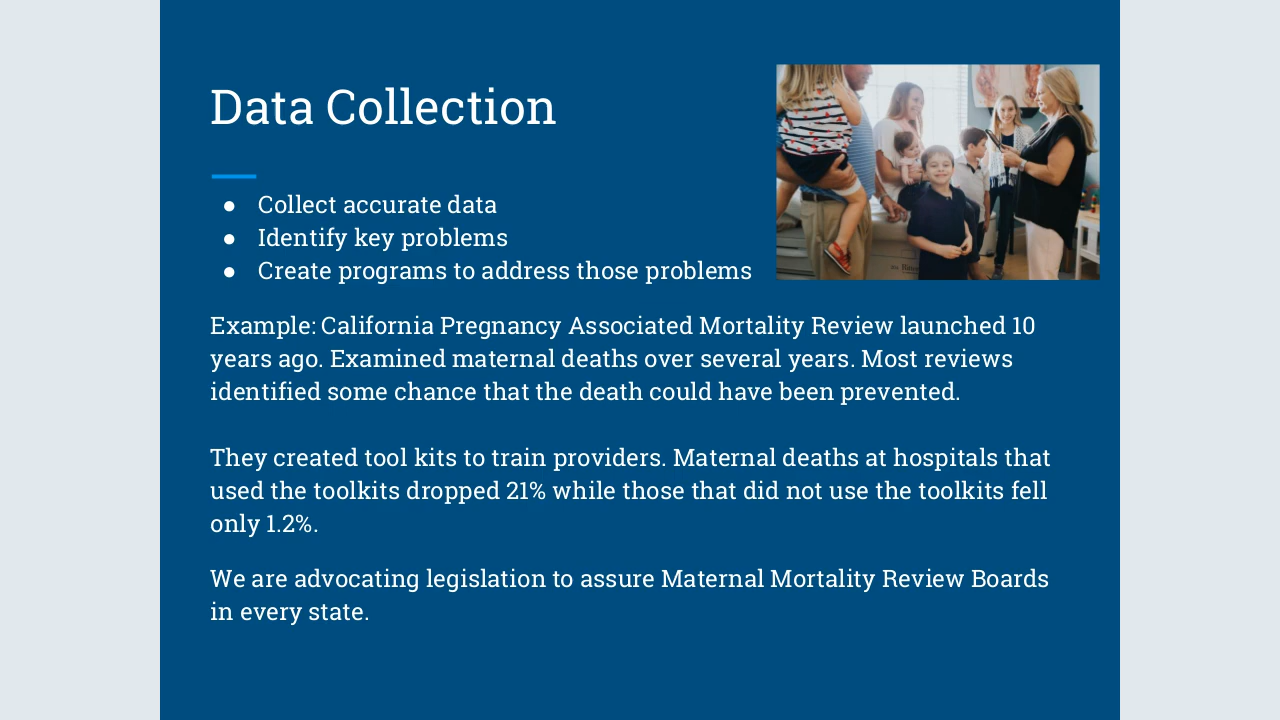 Data Collection
● Collect accurate data
● Identify key problems
● Create programs to address those problems
Example: California Pregnancy Associated Mortality Review launched 10
years ago. Examined maternal deaths over several years. Most reviews
identified some chance that the death could have been prevented.
They created tool kits to train providers. Maternal deaths at hospitals that
used the toolkits dropped 21% while those that did not use the toolkits fell
only 1.2%.
We are advocating legislation to assure Maternal Mortality Review Boards
in every state.